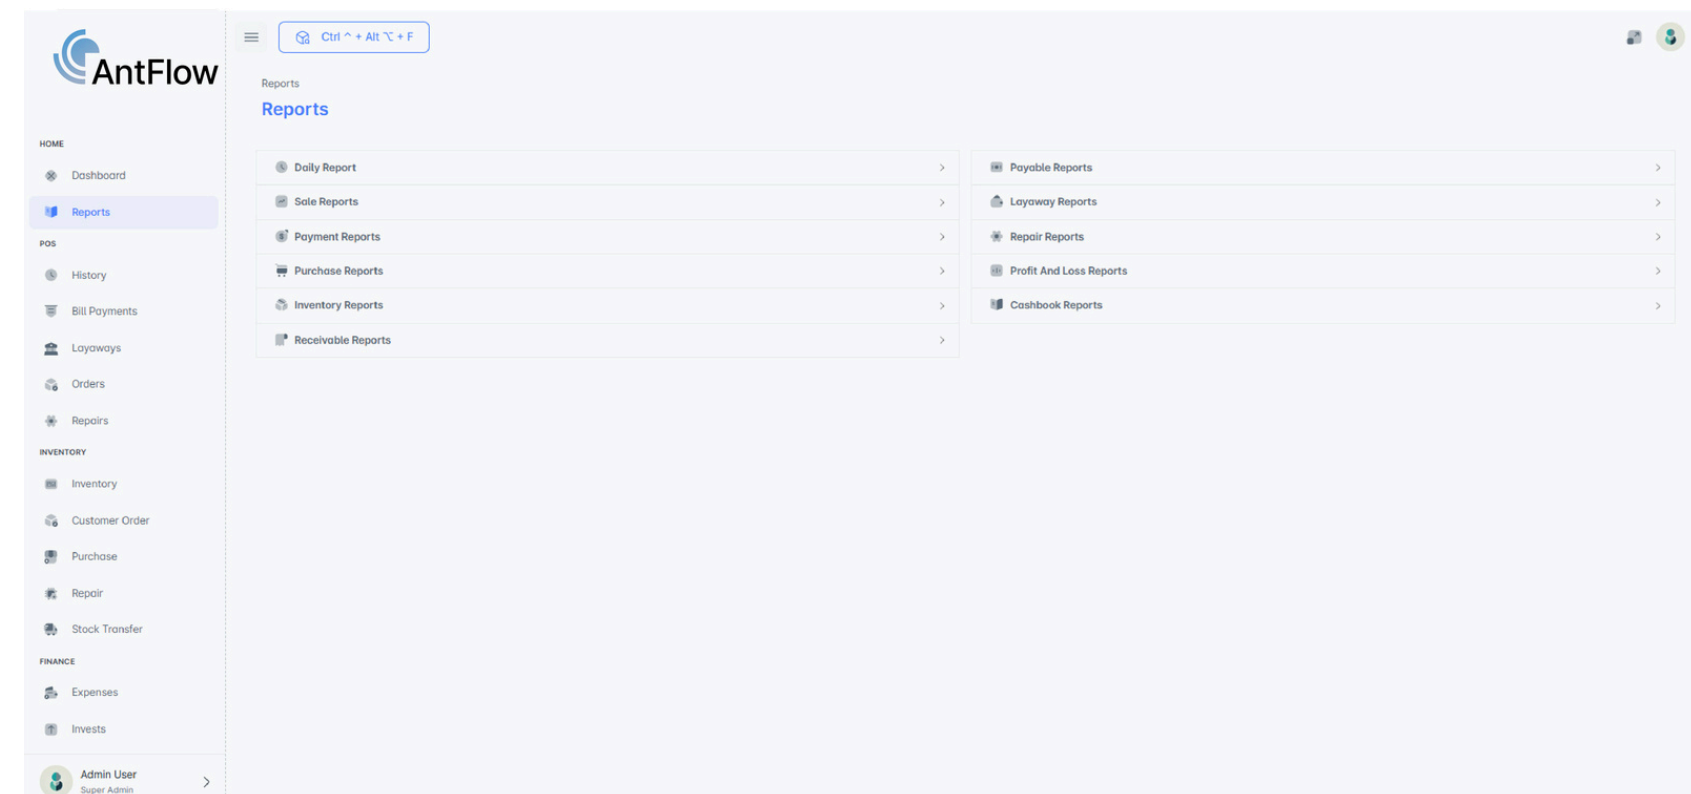 AntFlow
HOME
Dashboard
Reports
POS
History
Bill Payments
Layaways
Orders
Repairs
INVENTORY
Inventory
Customer Order
Purchase
Repair
Stock Transfer
FINANCE
Expenses
Invests
Admin User
Super Admin
Ctrl ^ + Alt ⌥ + F
Reports
Reports
Daily Report
Sale Reports
Payment Reports
Purchase Reports
Inventory Reports
Receivable Reports
Payable Reports
Layaway Reports
Repair Reports
Profit And Loss Reports
Cashbook Reports